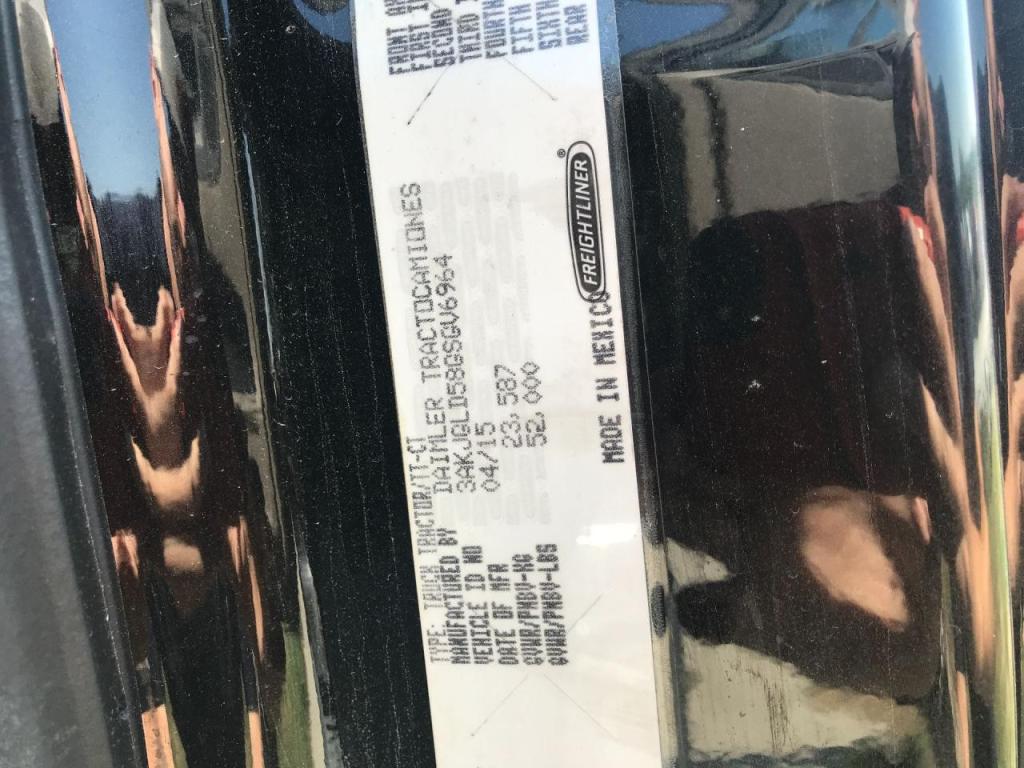 TYPE: TRUCK TRACTOR/TT-CT
MANUFACTURED BY DAIMLER TRACTOCAMIONES
VEHICLE ID NO 3AKJGLD58GSGV6964
DATE OF MFR 04/15
GVWR/PNBV-KG 23,587
GVWR/PNBV-LBS 52,000
MADE IN MEXICO
FREIGHTLINER®
FRONT
FIRST
SECOND
THIRD
FOURTH
FIFTH
SIXTH
REAR